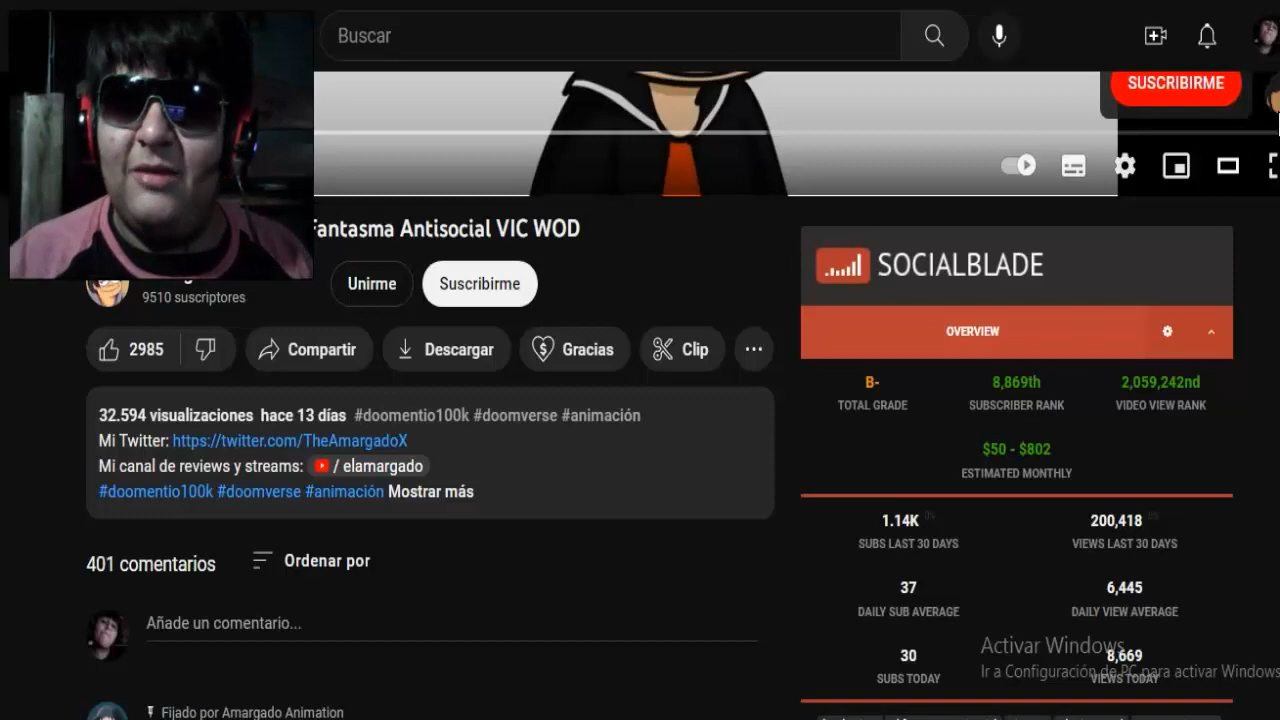 Buscar
SUSCRIBIRME
Fantasma Antisocial VIC WOD
9510 suscriptores
Unirme
Suscribirme
2985
Compartir
Descargar
Gracias
Clip
32.594 visualizaciones hace 13 días #doomentio100k #doomverse #animación
Mi Twitter: https://twitter.com/TheAmargadoX
Mi canal de reviews y streams: / elamargado
#doomentio100k #doomverse #animación Mostrar más
401 comentarios
Ordenar por
Añade un comentario...
Fijado por Amargado Animation
SOCIALBLADE
OVERVIEW
B-
TOTAL GRADE
8,869th
SUBSCRIBER RANK
2,059,242nd
VIDEO VIEW RANK
$50 - $802
ESTIMATED MONTHLY
1.14K
SUBS LAST 30 DAYS
200,418
VIEWS LAST 30 DAYS
37
DAILY SUB AVERAGE
6,445
DAILY VIEW AVERAGE
30
SUBS TODAY
8,669
VIEWS TODAY
Activar Windows
Ir a Configuración de PC para activar Windows